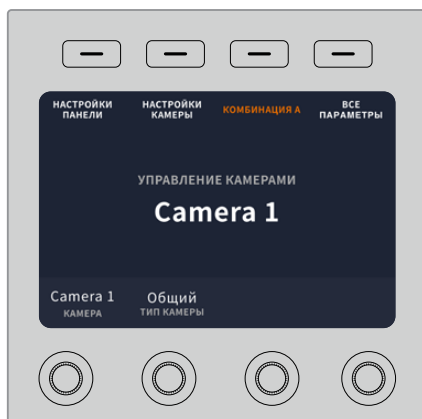 НАСТРОЙКИ
ПАНЕЛИ
НАСТРОЙКИ
КАМЕРЫ
КОМБИНАЦИЯ A
ВСЕ
ПАРАМЕТРЫ
УПРАВЛЕНИЕ КАМЕРАМИ
Camera 1
Camera 1
КАМЕРА
Общий
ТИП КАМЕРЫ